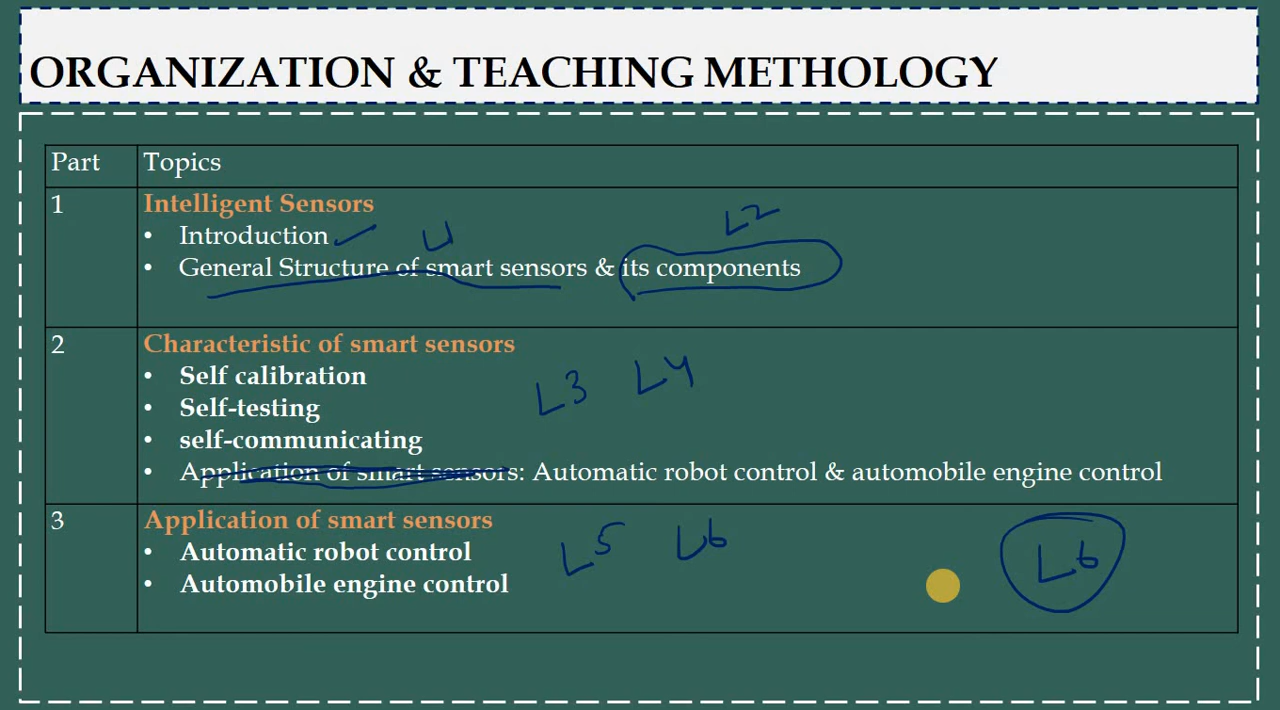 ORGANIZATION & TEACHING METHOLOGY
Part Topics
1 Intelligent Sensors
• Introduction
L2
• General Structure of smart sensors & its components
2 Characteristic of smart sensors
• Self calibration
L3 L4
• Self-testing
• self-communicating
• Application of smart sensors: Automatic robot control & automobile engine control
3 Application of smart sensors
• Automatic robot control
L5 L6 L6
• Automobile engine control